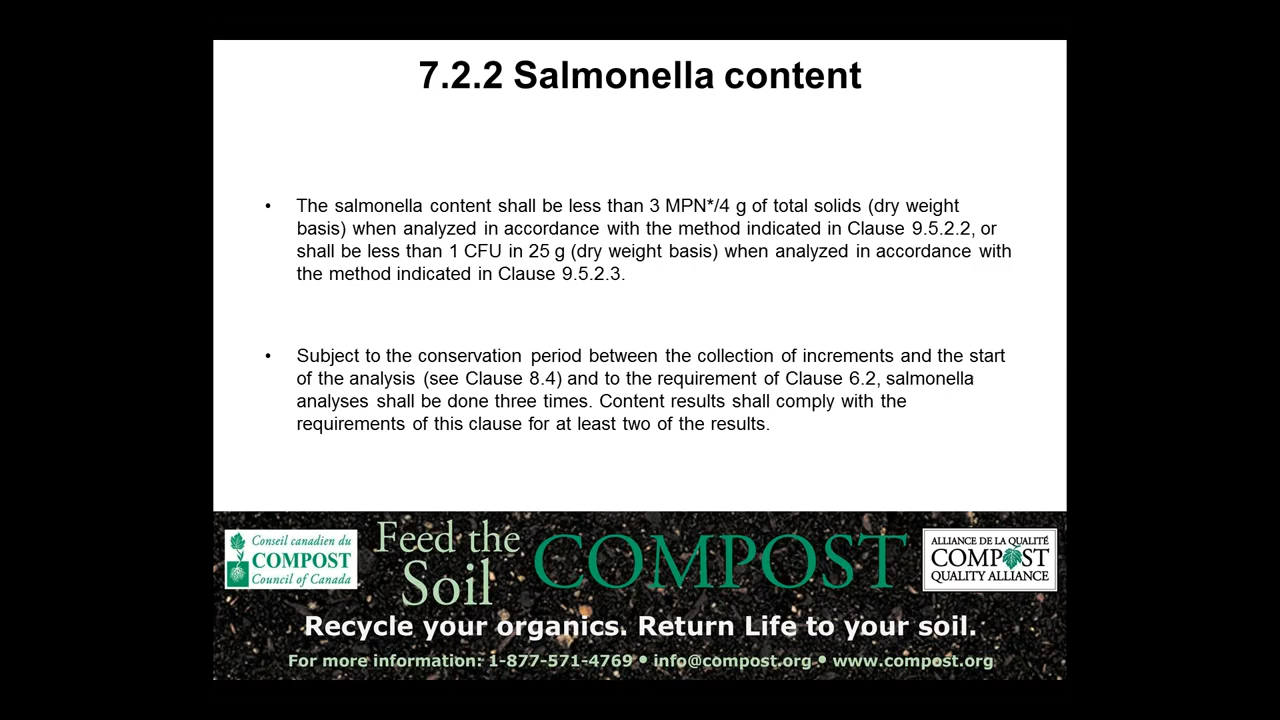 7.2.2 Salmonella content
• The salmonella content shall be less than 3 MPN*/4 g of total solids (dry weight
basis) when analyzed in accordance with the method indicated in Clause 9.5.2.2, or
shall be less than 1 CFU in 25 g (dry weight basis) when analyzed in accordance with
the method indicated in Clause 9.5.2.3.
• Subject to the conservation period between the collection of increments and the start
of the analysis (see Clause 8.4) and to the requirement of Clause 6.2, salmonella
analyses shall be done three times. Content results shall comply with the
requirements of this clause for at least two of the results.
Conseil canadien du
COMPOST
Council of Canada
Feed the
Soil
COMPOST
ALLIANCE DE LA QUALITÉ
COMPOST
QUALITY ALLIANCE
Recycle your organics. Return Life to your soil.
For more information: 1-877-571-4769 • info@compost.org • www.compost.org